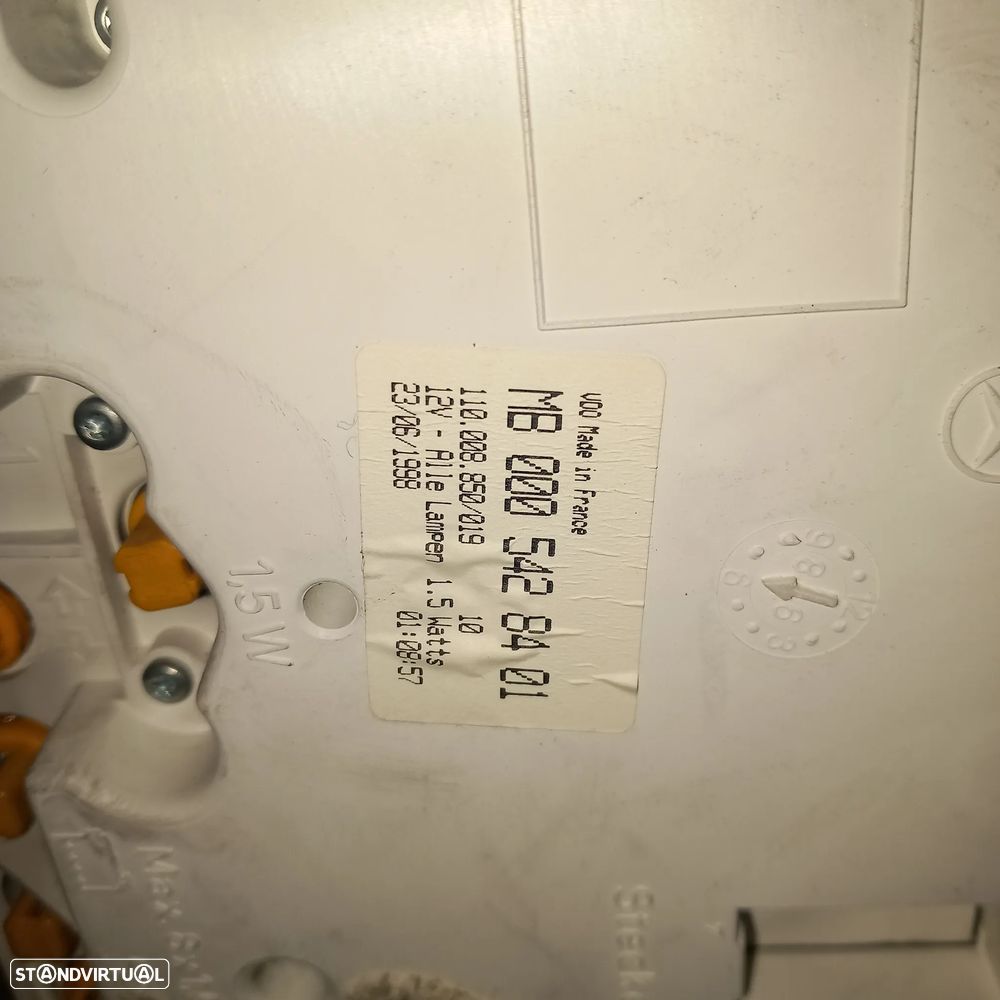 VDO Made in France
MB 000 542 84 01
110.008.850/019 10
12V - Alle Lampen 1.5 Watts
23/06/1998 01:08:57
1,5 W
Max.
STANDVIRTUAL